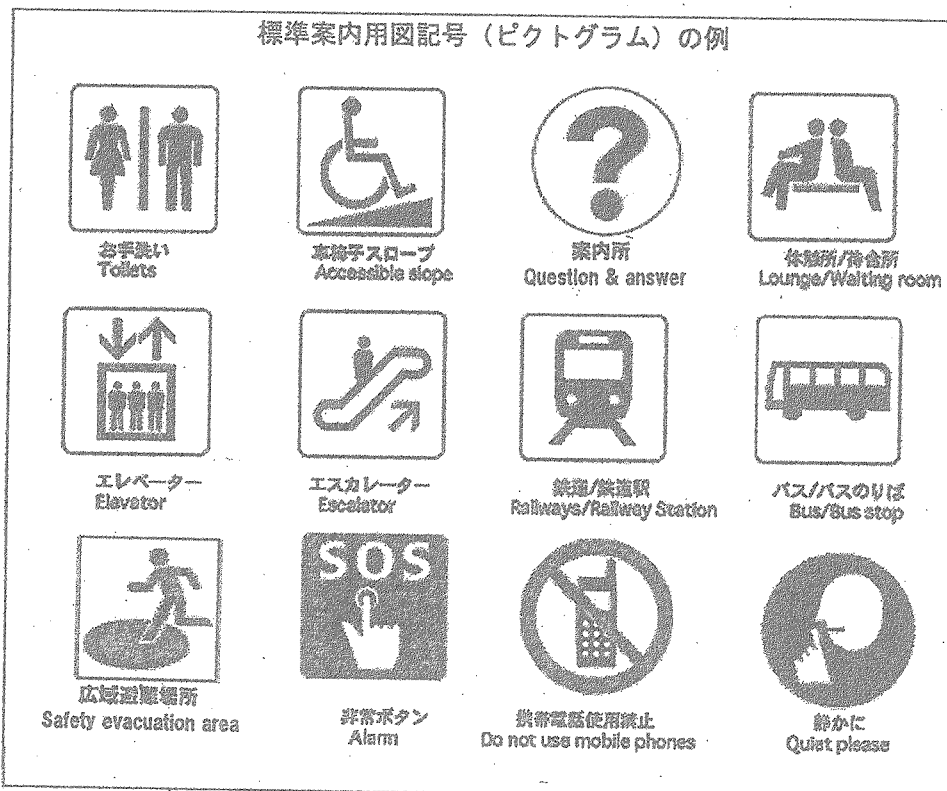 標準案内用図記号（ピクトグラム）の例
お手洗い
Toilets
車椅子スロープ
Accessible slope
案内所
Question & answer
休憩所/待合所
Lounge/Waiting room
エレベーター
Elevator
エスカレーター
Escalator
鉄道/鉄道駅
Railways/Railway Station
バス/バスのりば
Bus/Bus stop
広域避難場所
Safety evacuation area
SOS
非常ボタン
Alarm
携帯電話使用禁止
Do not use mobile phones
静かに
Quiet please